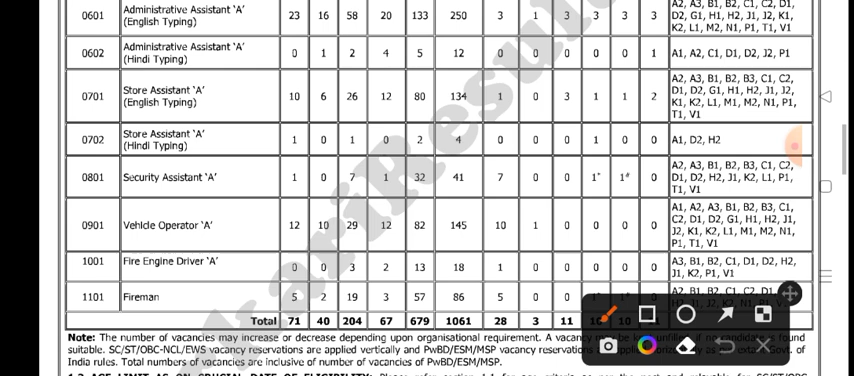 0601 Administrative Assistant 'A' (English Typing) 23 16 58 20 133 250 3 1 3 3 3 3 A2, A3, B1, B2, C1, C2, D1,
D2, G1, H1, H2, J1, J2, K1,
K2, L1, M2, N1, P1, T1, V1
0602 Administrative Assistant 'A' (Hindi Typing) 0 1 2 4 5 12 0 0 0 0 0 1 A1, A2, C1, D1, D2, J2, P1
0701 Store Assistant 'A' (English Typing) 10 6 26 12 80 134 1 0 3 1 1 2 A2, A3, B1, B2, B3, C1, C2,
D1, D2, G1, H1, H2, J1, J2,
K1, K2, L1, M1, M2, N1, P1,
T1, V1
0702 Store Assistant 'A' (Hindi Typing) 1 0 1 0 2 4 0 0 0 1 0 0 A1, D2, H2
0801 Security Assistant 'A' 1 0 7 1 32 41 7 0 0 1* 1# 0 A2, A3, B1, B2, B3, C1, C2,
D1, D2, H2, J1, K2, L1, P1,
T1, V1
0901 Vehicle Operator 'A' 12 10 29 12 82 145 10 1 0 0 0 0 A1, A2, A3, B1, B2, B3, C1,
C2, D1, D2, G1, H1, H2, J1,
J2, K1, K2, L1, M1, M2, N1,
P1, T1, V1
1001 Fire Engine Driver 'A' 0 0 3 2 13 18 1 0 0 0 0 0 A3, B1, B2, C1, D1, D2, H2,
J1, K2, P1, V1
1101 Fireman 5 2 19 3 57 86 5 0 0 A2, B1, B2, C1, C2, D1,
Total 71 40 204 67 679 1061 28 3 11 10
Note: The number of vacancies may increase or decrease depending upon organisational requirement. A vacancy may found
suitable. SC/ST/OBC-NCL/EWS vacancy reservations are applied vertically and PwBD/ESM/MSP vacancy reservations Govt. of
India rules. Total numbers of vacancies are inclusive of number of vacancies of PwBD/ESM/MSP.